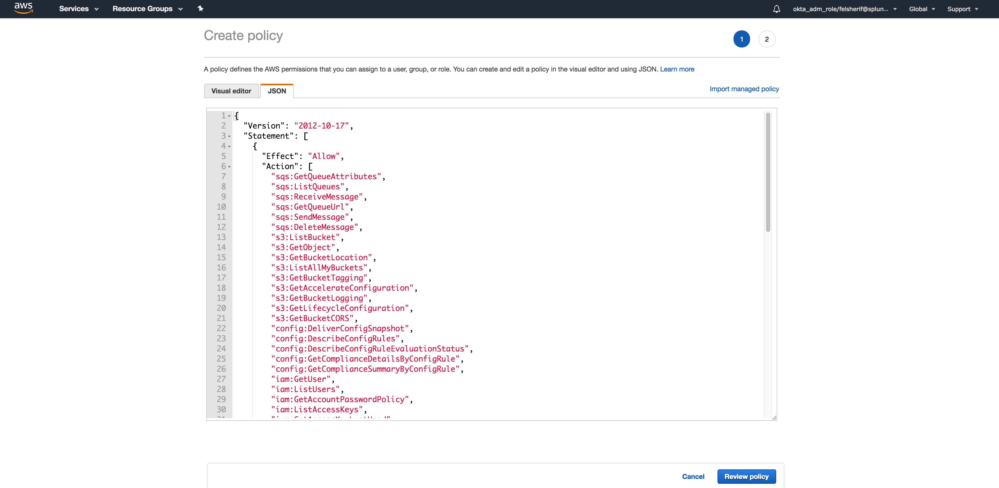 aws Services Resource Groups okta_adm_role/felsherif@splun... Global Support
Create policy 1 2
A policy defines the AWS permissions that you can assign to a user, group, or role. You can create and edit a policy in the visual editor and using JSON. Learn more
Visual editor JSON Import managed policy
1 {
2 "Version": "2012-10-17",
3 "Statement": [
4 {
5 "Effect": "Allow",
6 "Action": [
7 "sqs:GetQueueAttributes",
8 "sqs:ListQueues",
9 "sqs:ReceiveMessage",
10 "sqs:GetQueueUrl",
11 "sqs:SendMessage",
12 "sqs:DeleteMessage",
13 "s3:ListBucket",
14 "s3:GetObject",
15 "s3:GetBucketLocation",
16 "s3:ListAllMyBuckets",
17 "s3:GetBucketTagging",
18 "s3:GetAccelerateConfiguration",
19 "s3:GetBucketLogging",
20 "s3:GetLifecycleConfiguration",
21 "s3:GetBucketCORS",
22 "config:DeliverConfigSnapshot",
23 "config:DescribeConfigRules",
24 "config:DescribeConfigRuleEvaluationStatus",
25 "config:GetComplianceDetailsByConfigRule",
26 "config:GetComplianceSummaryByConfigRule",
27 "iam:GetUser",
28 "iam:ListUsers",
29 "iam:GetAccountPasswordPolicy",
30 "iam:ListAccessKeys",
Cancel Review policy